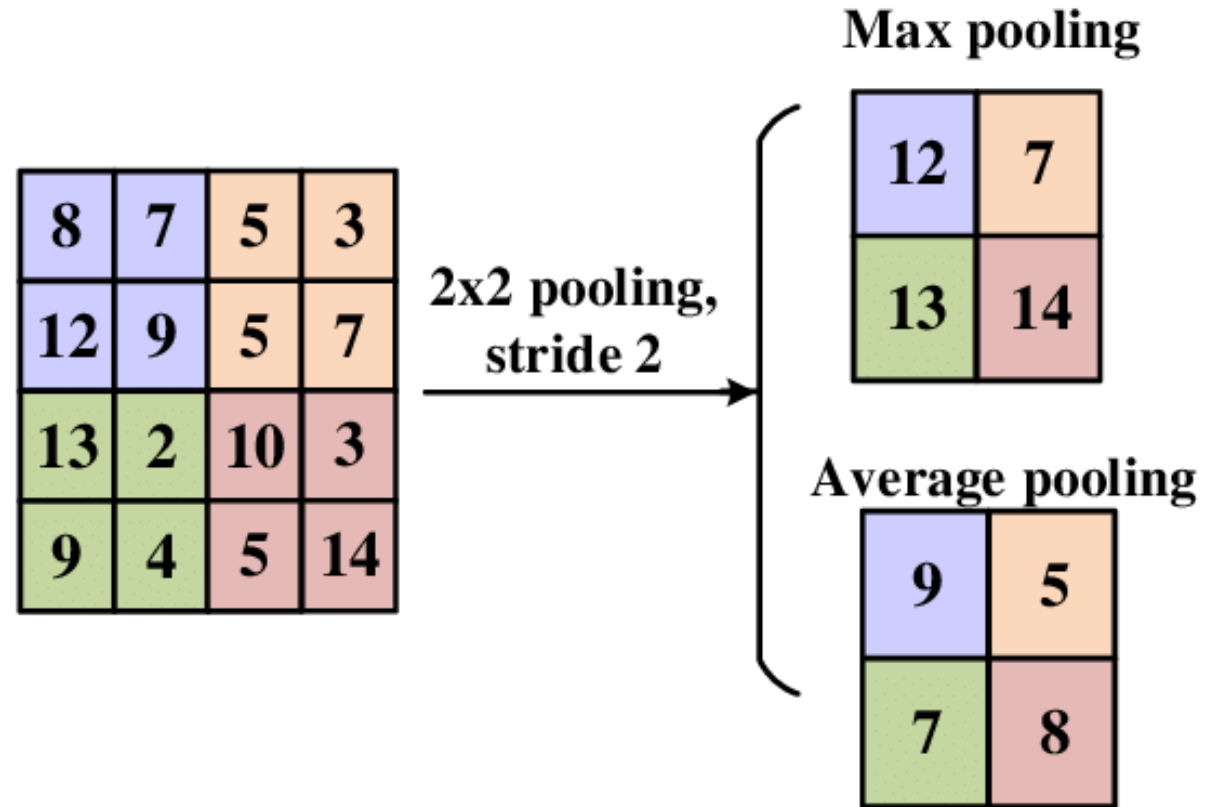 8 7 5 3
12 9 5 7
13 2 10 3
9 4 5 14
2x2 pooling,
stride 2
Max pooling
12 7
13 14
Average pooling
9 5
7 8